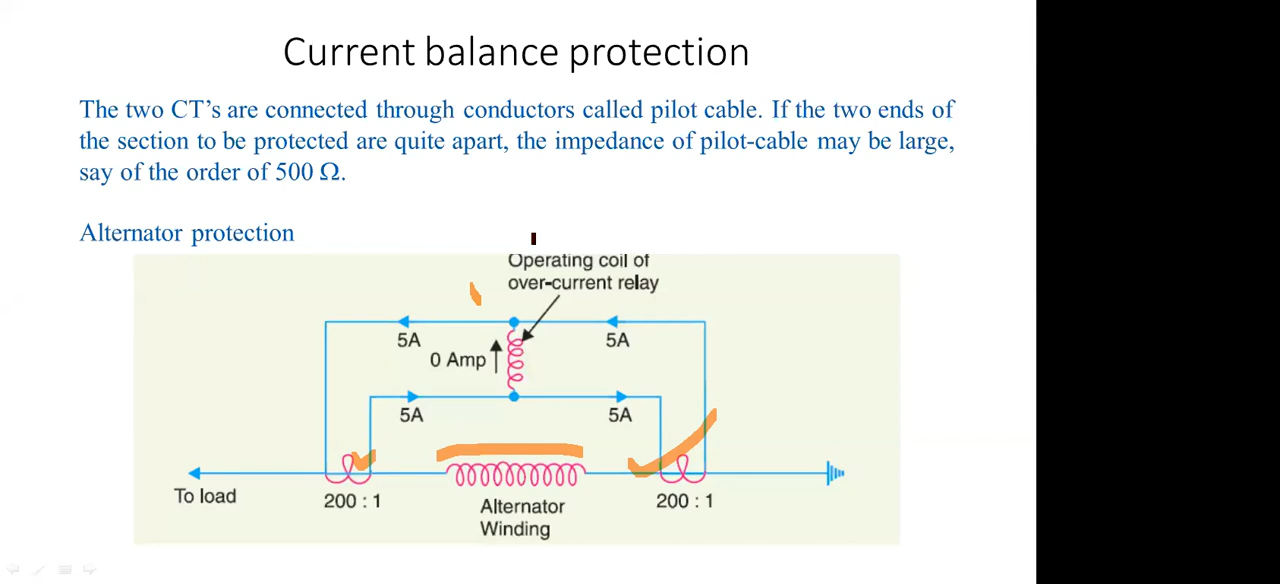 Current balance protection
The two CT's are connected through conductors called pilot cable. If the two ends of
the section to be protected are quite apart, the impedance of pilot-cable may be large,
say of the order of 500 Ω.
Alternator protection
Operating coil of
over-current relay
5A
5A
0 Amp
5A
5A
To load
200 : 1
Alternator
Winding
200 : 1